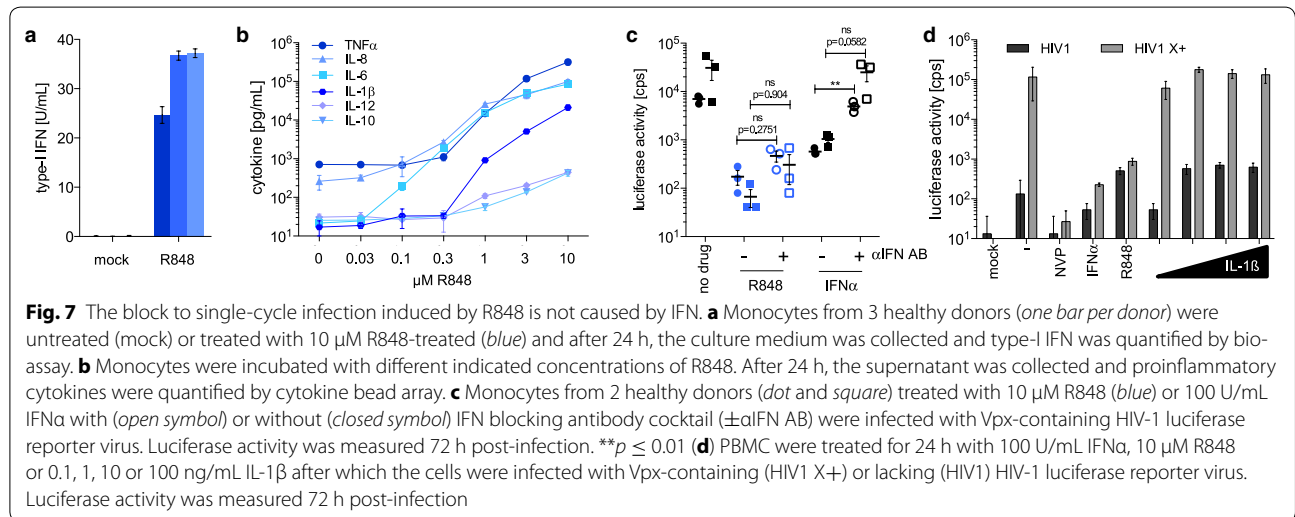 a
type-I IFN [U/mL]
40
30
20
10
0
mock R848
b
cytokine [pg/mL]
10⁶
10⁵
10⁴
10³
10²
10¹
TNFα
IL-8
IL-6
IL-1β
IL-12
IL-10
0 0.03 0.1 0.3 1 3 10
µM R848
c
luciferase activity [cps]
10⁵
10⁴
10³
10²
10¹
ns
p=0.0582
ns
p=0.904
**
p=0.2751
no drug
- + - + αIFN AB
R848 IFNα
d
HIV1 HIV1 X+
luciferase activity [cps]
10⁶
10⁵
10⁴
10³
10²
10¹
mock - NVP IFNα R848 IL-1ß
Fig. 7 The block to single-cycle infection induced by R848 is not caused by IFN. a Monocytes from 3 healthy donors (one bar per donor) were
untreated (mock) or treated with 10 µM R848-treated (blue) and after 24 h, the culture medium was collected and type-I IFN was quantified by bio-
assay. b Monocytes were incubated with different indicated concentrations of R848. After 24 h, the supernatant was collected and proinflammatory
cytokines were quantified by cytokine bead array. c Monocytes from 2 healthy donors (dot and square) treated with 10 µM R848 (blue) or 100 U/mL
IFNα with (open symbol) or without (closed symbol) IFN blocking antibody cocktail (±αIFN AB) were infected with Vpx-containing HIV-1 luciferase
reporter virus. Luciferase activity was measured 72 h post-infection. **p ≤ 0.01 (d) PBMC were treated for 24 h with 100 U/mL IFNα, 10 µM R848
or 0.1, 1, 10 or 100 ng/mL IL-1β after which the cells were infected with Vpx-containing (HIV1 X+) or lacking (HIV1) HIV-1 luciferase reporter virus.
Luciferase activity was measured 72 h post-infection